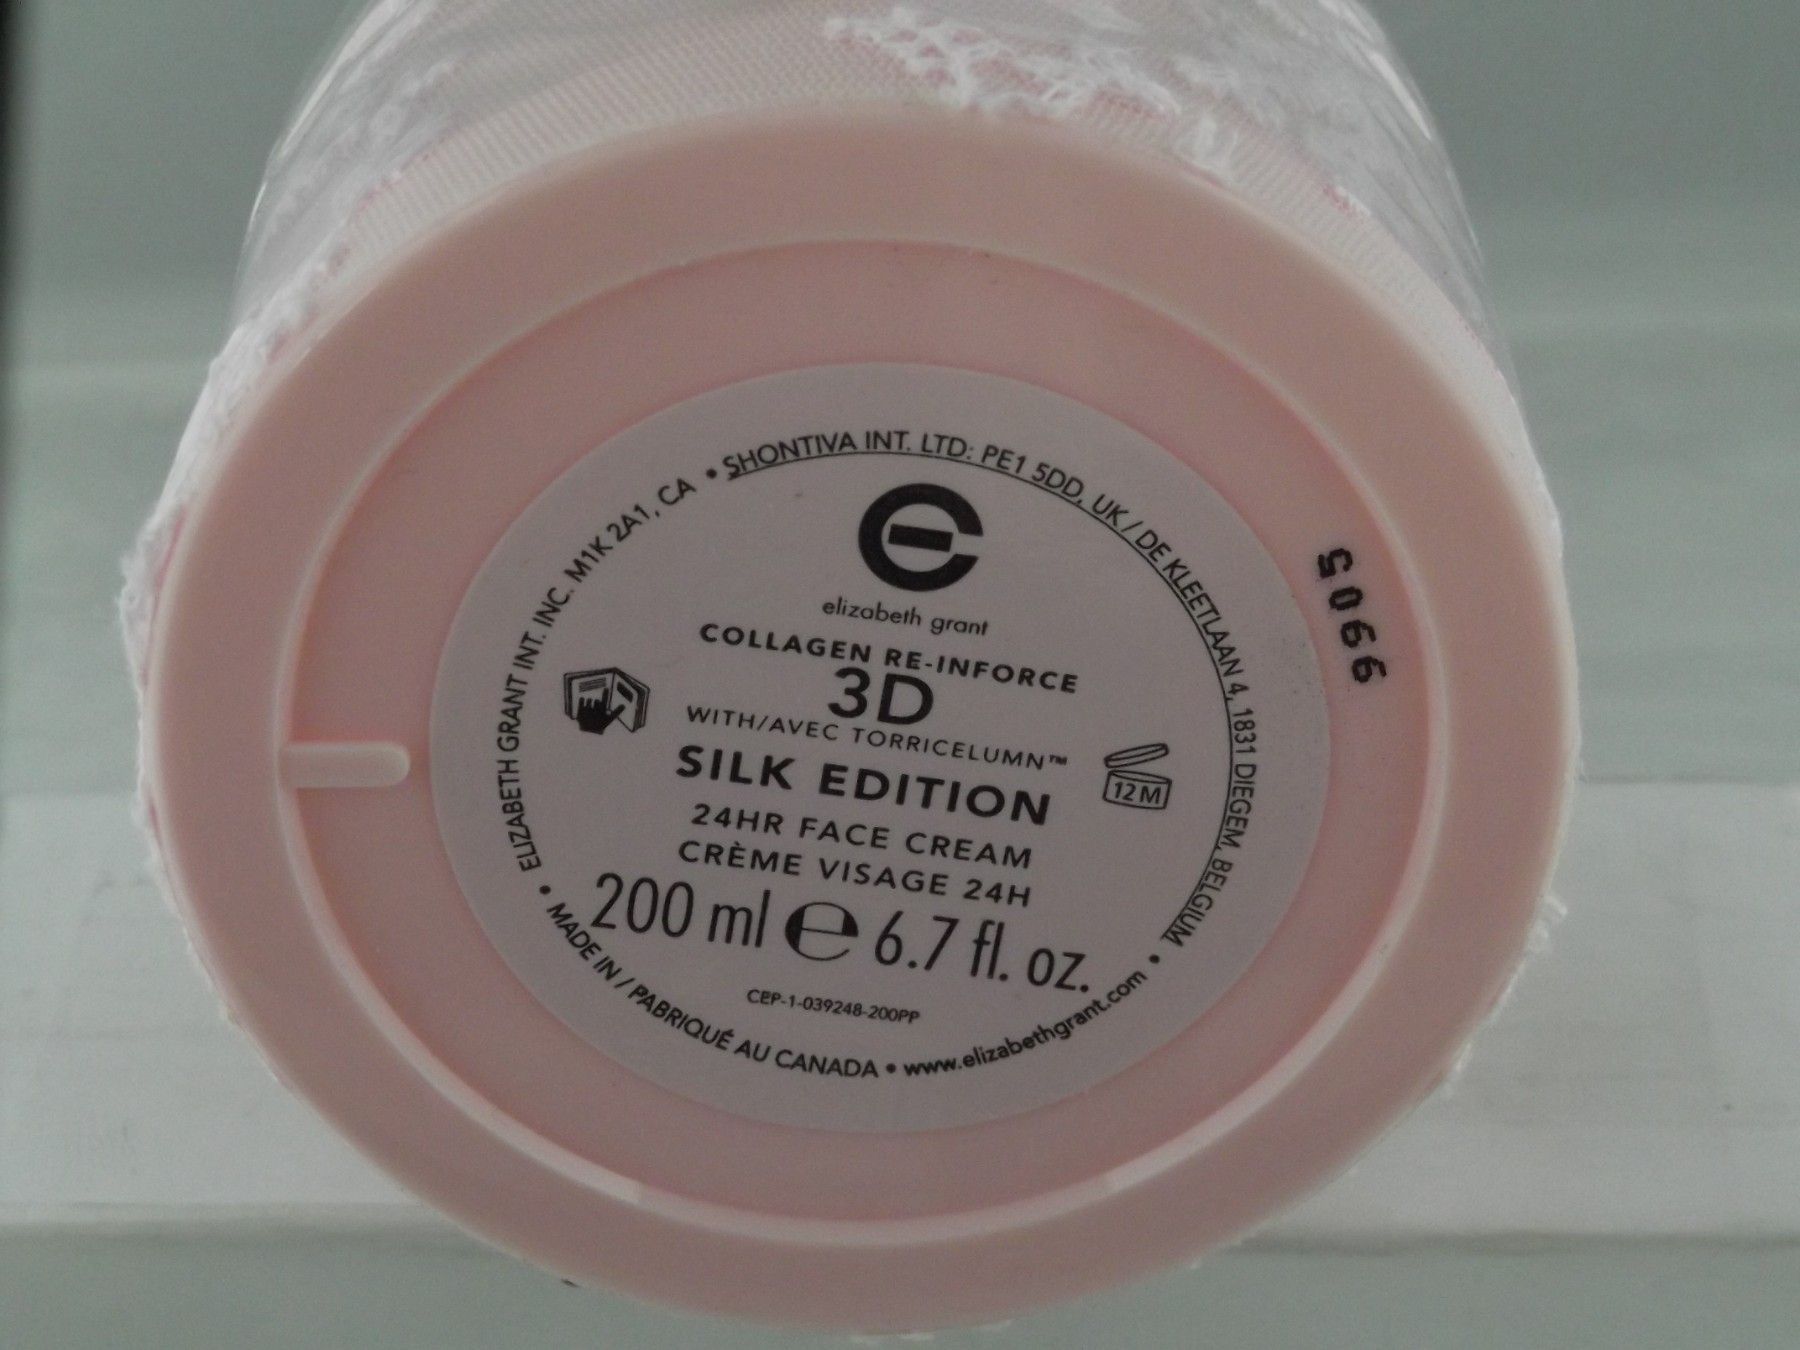 • ELIZABETH GRANT INT. INC. M1K 2A1, CA • SHONTIVA INT. LTD: PE1 5DD, UK / DE KLEETLAAN 4, 1831 DIEGEM, BELGIUM •
elizabeth grant
COLLAGEN RE-INFORCE
3D
WITH/AVEC TORRICELUMN™
SILK EDITION
24HR FACE CREAM
CRÈME VISAGE 24H
12M
200 ml e 6.7 fl. oz.
CEP-1-039248-200PP
MADE IN / PABRIQUÉ AU CANADA • www.elizabethgrant.com
5066